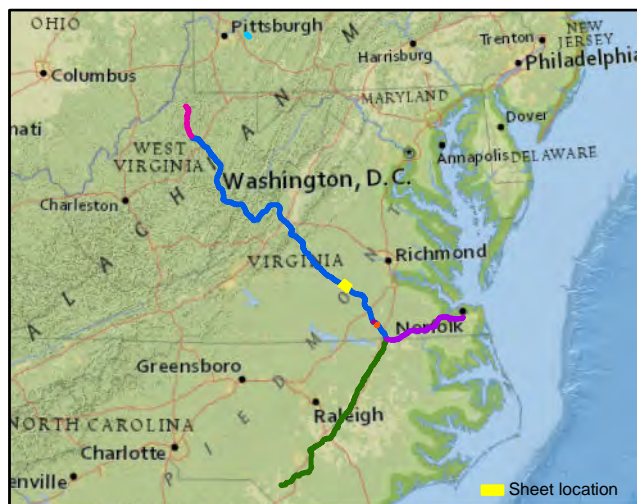 OHIO
Pittsburgh
Harrisburg
Trenton
NEW
JERSEY
Philadelphia
Columbus
MARYLAND
nati
Dover
WEST
VIRGINIA
Annapolis
DELAWARE
Washington, D.C.
Charleston
Richmond
VIRGINIA
Norfolk
Greensboro
Raleigh
NORTH CAROLINA
Charlotte
enville
A L A C H I A N M
P I E D M O N T
Sheet location